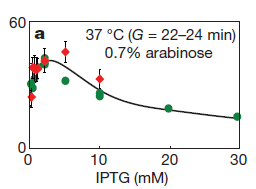 60
a 37 °C (G = 22–24 min)
0.7% arabinose
0
0 10 20 30
IPTG (mM)